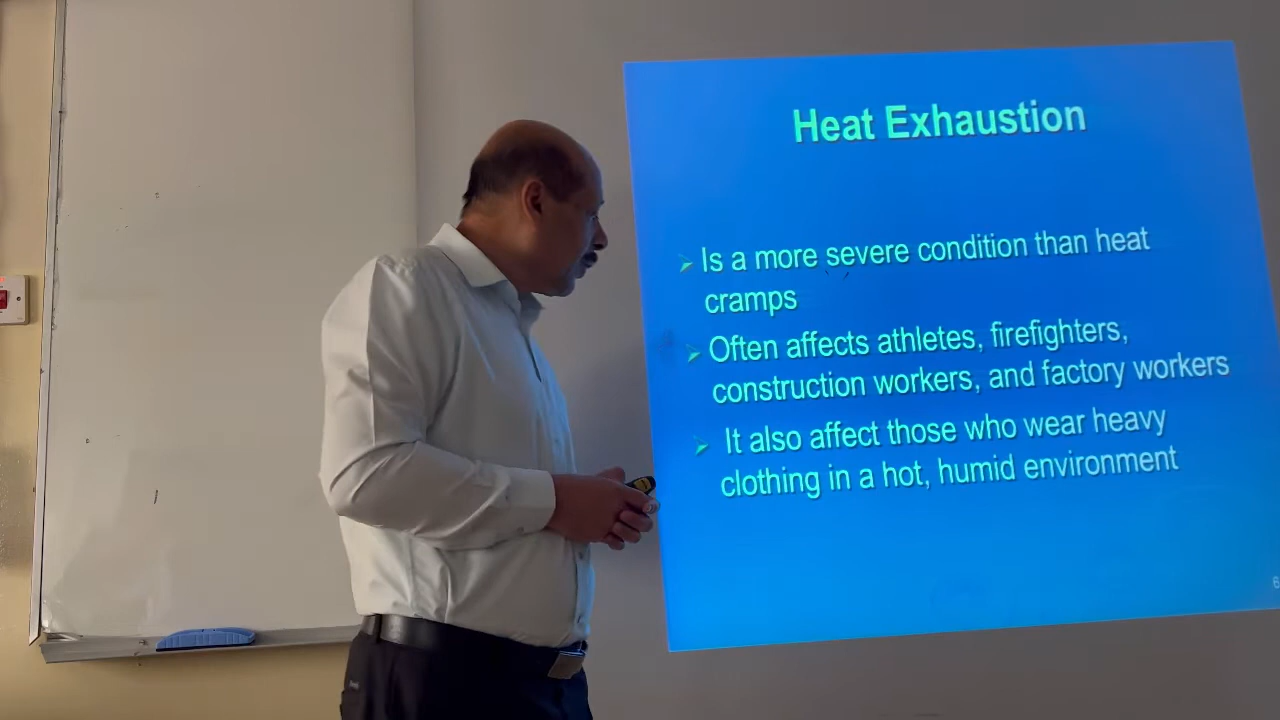 Heat Exhaustion
Is a more severe condition than heat
cramps
Often affects athletes, firefighters,
construction workers, and factory workers
It also affect those who wear heavy
clothing in a hot, humid environment
6